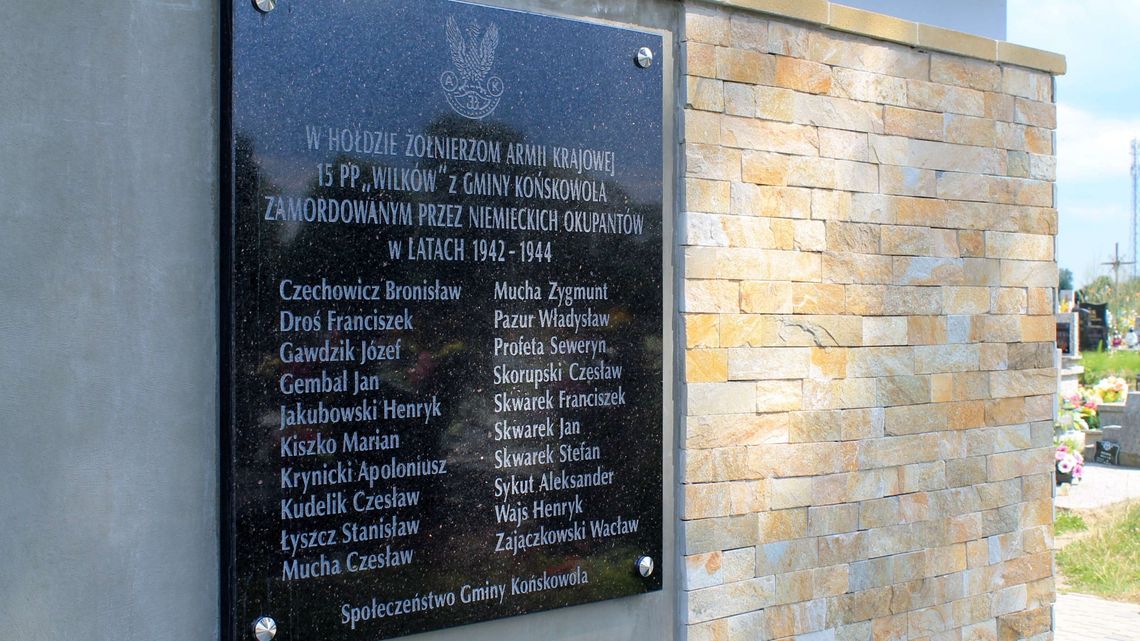 A K
W HOŁDZIE ŻOŁNIERZOM ARMII KRAJOWEJ
15 PP „WILKÓW" z GMINY KOŃSKOWOLA
ZAMORDOWANYM PRZEZ NIEMIECKICH OKUPANTÓW
w LATACH 1942 - 1944
Czechowicz Bronisław
Droś Franciszek
Gawdzik Józef
Gembal Jan
Jakubowski Henryk
Kiszko Marian
Krynicki Apoloniusz
Kudelik Czesław
Łyszcz Stanisław
Mucha Czesław
Mucha Zygmunt
Pazur Władysław
Profeta Seweryn
Skorupski Czesław
Skwarek Franciszek
Skwarek Jan
Skwarek Stefan
Sykut Aleksander
Wajs Henryk
Zajączkowski Wacław
Społeczeństwo Gminy Końskowola